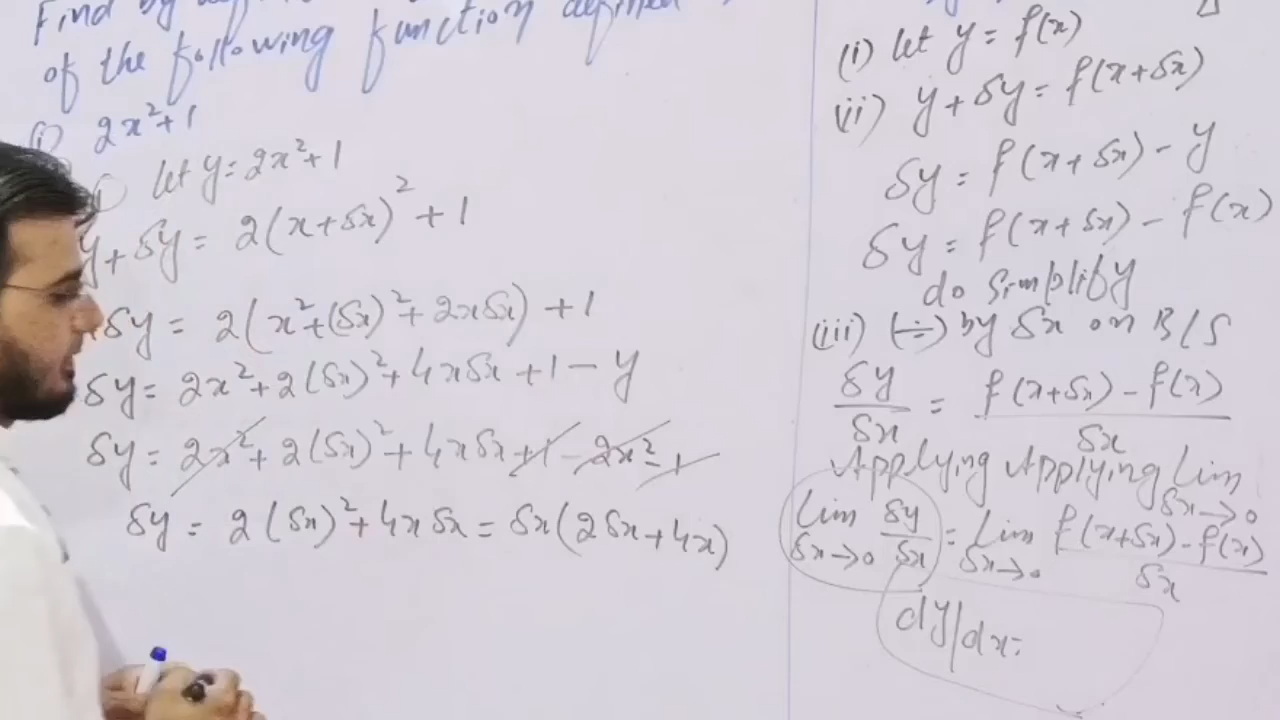 Find by
of the following function defined
(i) 2x²+1
let y = 2x²+1
y + δy = 2(x+δx)² + 1
δy = 2(x²+(δx)²+2xδx) + 1
δy = 2x²+2(δx)²+4xδx+1 - y
δy = 2x²+2(δx)²+4xδx+1-2x²-1
δy = 2(δx)²+4xδx = δx(2δx+4x)
(i) let y = f(x)
(ii) y + δy = f(x+δx)
δy = f(x+δx) - y
δy = f(x+δx) - f(x)
do Simplify
(iii) (÷) by δx on B/S
δy/δx = f(x+δx) - f(x)/δx
Applying Applying Lim δx→0
Lim δx→0 δy/δx = Lim δx→0 f(x+δx)-f(x)/δx
dy/dx =